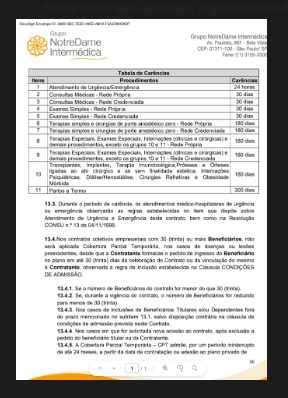 Grupo
NotreDame
Intermédica
Grupo NotreDame Intermédica
Av. Paulista, 867 - Bela Vista
CEP: 01311-100 - São Paulo/ SP
Fone: (11) 3155-2000
Tabela de Carências
Itens Procedimentos Carências
1 Atendimento de Urgência/Emergência 24 horas
2 Consultas Médicas - Rede Própria 30 dias
3 Consultas Médicas - Rede Credenciada 30 dias
4 Exames Simples - Rede Própria 30 dias
5 Exames Simples - Rede Credenciada 30 dias
6 Terapias simples e cirurgias de porte anestésico zero - Rede Própria 180 dias
7 Terapias simples e cirurgias de porte anestésico zero - Rede Credenciada 180 dias
8 Terapias Especiais, Exames Especiais, Internações (clínicas e cirúrgicas) e
demais procedimentos, exceto os grupos 10 e 11 - Rede Própria 180 dias
9 Terapias Especiais, Exames Especiais, Internações (clínicas e cirúrgicas) e
demais procedimentos, exceto os grupos 10 e 11 - Rede Credenciada 180 dias
10 Transplantes, Implantes, Terapia Imunobiológica, Próteses e Órteses
ligadas ao ato cirúrgico e as sem finalidade estética; Internações
Psiquiátricas, Diálise/Hemodiálise, Cirurgias Refrativas e Obesidade
Mórbida 180 dias
11 Partos a Termo 300 dias
13.3. Durante o período de carência, os atendimentos médico-hospitalares de urgência
ou emergência observarão as regras estabelecidas no item que dispõe sobre
Atendimento de Urgência e Emergência deste contrato, bem como na Resolução
CONSU n.º 13 de 04/11/1998.
13.4. Nos contratos coletivos empresariais com 30 (trinta) ou mais Beneficiários, não
será aplicada Cobertura Parcial Temporária, nos casos de doenças ou lesões
preexistentes, desde que a Contratante formalize o pedido de ingresso do Beneficiário
no plano em até 30 (trinta) dias da celebração do Contrato ou da vinculação do mesmo
à Contratante, observada a regra de inclusão estabelecida na Cláusula CONDIÇÕES
DE ADMISSÃO.
13.4.1. Se o número de Beneficiários do contrato for menor do que 30 (trinta).
13.4.2. Se, durante a vigência do contrato, o número de Beneficiários for reduzido
para menos de 30 (trinta)
13.4.3. Nos casos de inclusões de Beneficiários Titulares e/ou Dependentes fora
do prazo mencionado no subitem 13.1, salvo disposição contrária na cláusula de
condições de admissão prevista neste Contrato.
13.4.4. Nos casos em que for solicitada nova adesão ao contrato, após exclusão a
pedido do beneficiário titular ou da Contratante.
13.4.5. A Cobertura Parcial Temporária – CPT admite, por um período ininterrupto
de até 24 meses, a partir da data da contratação ou adesão ao plano privado de
1 / 1